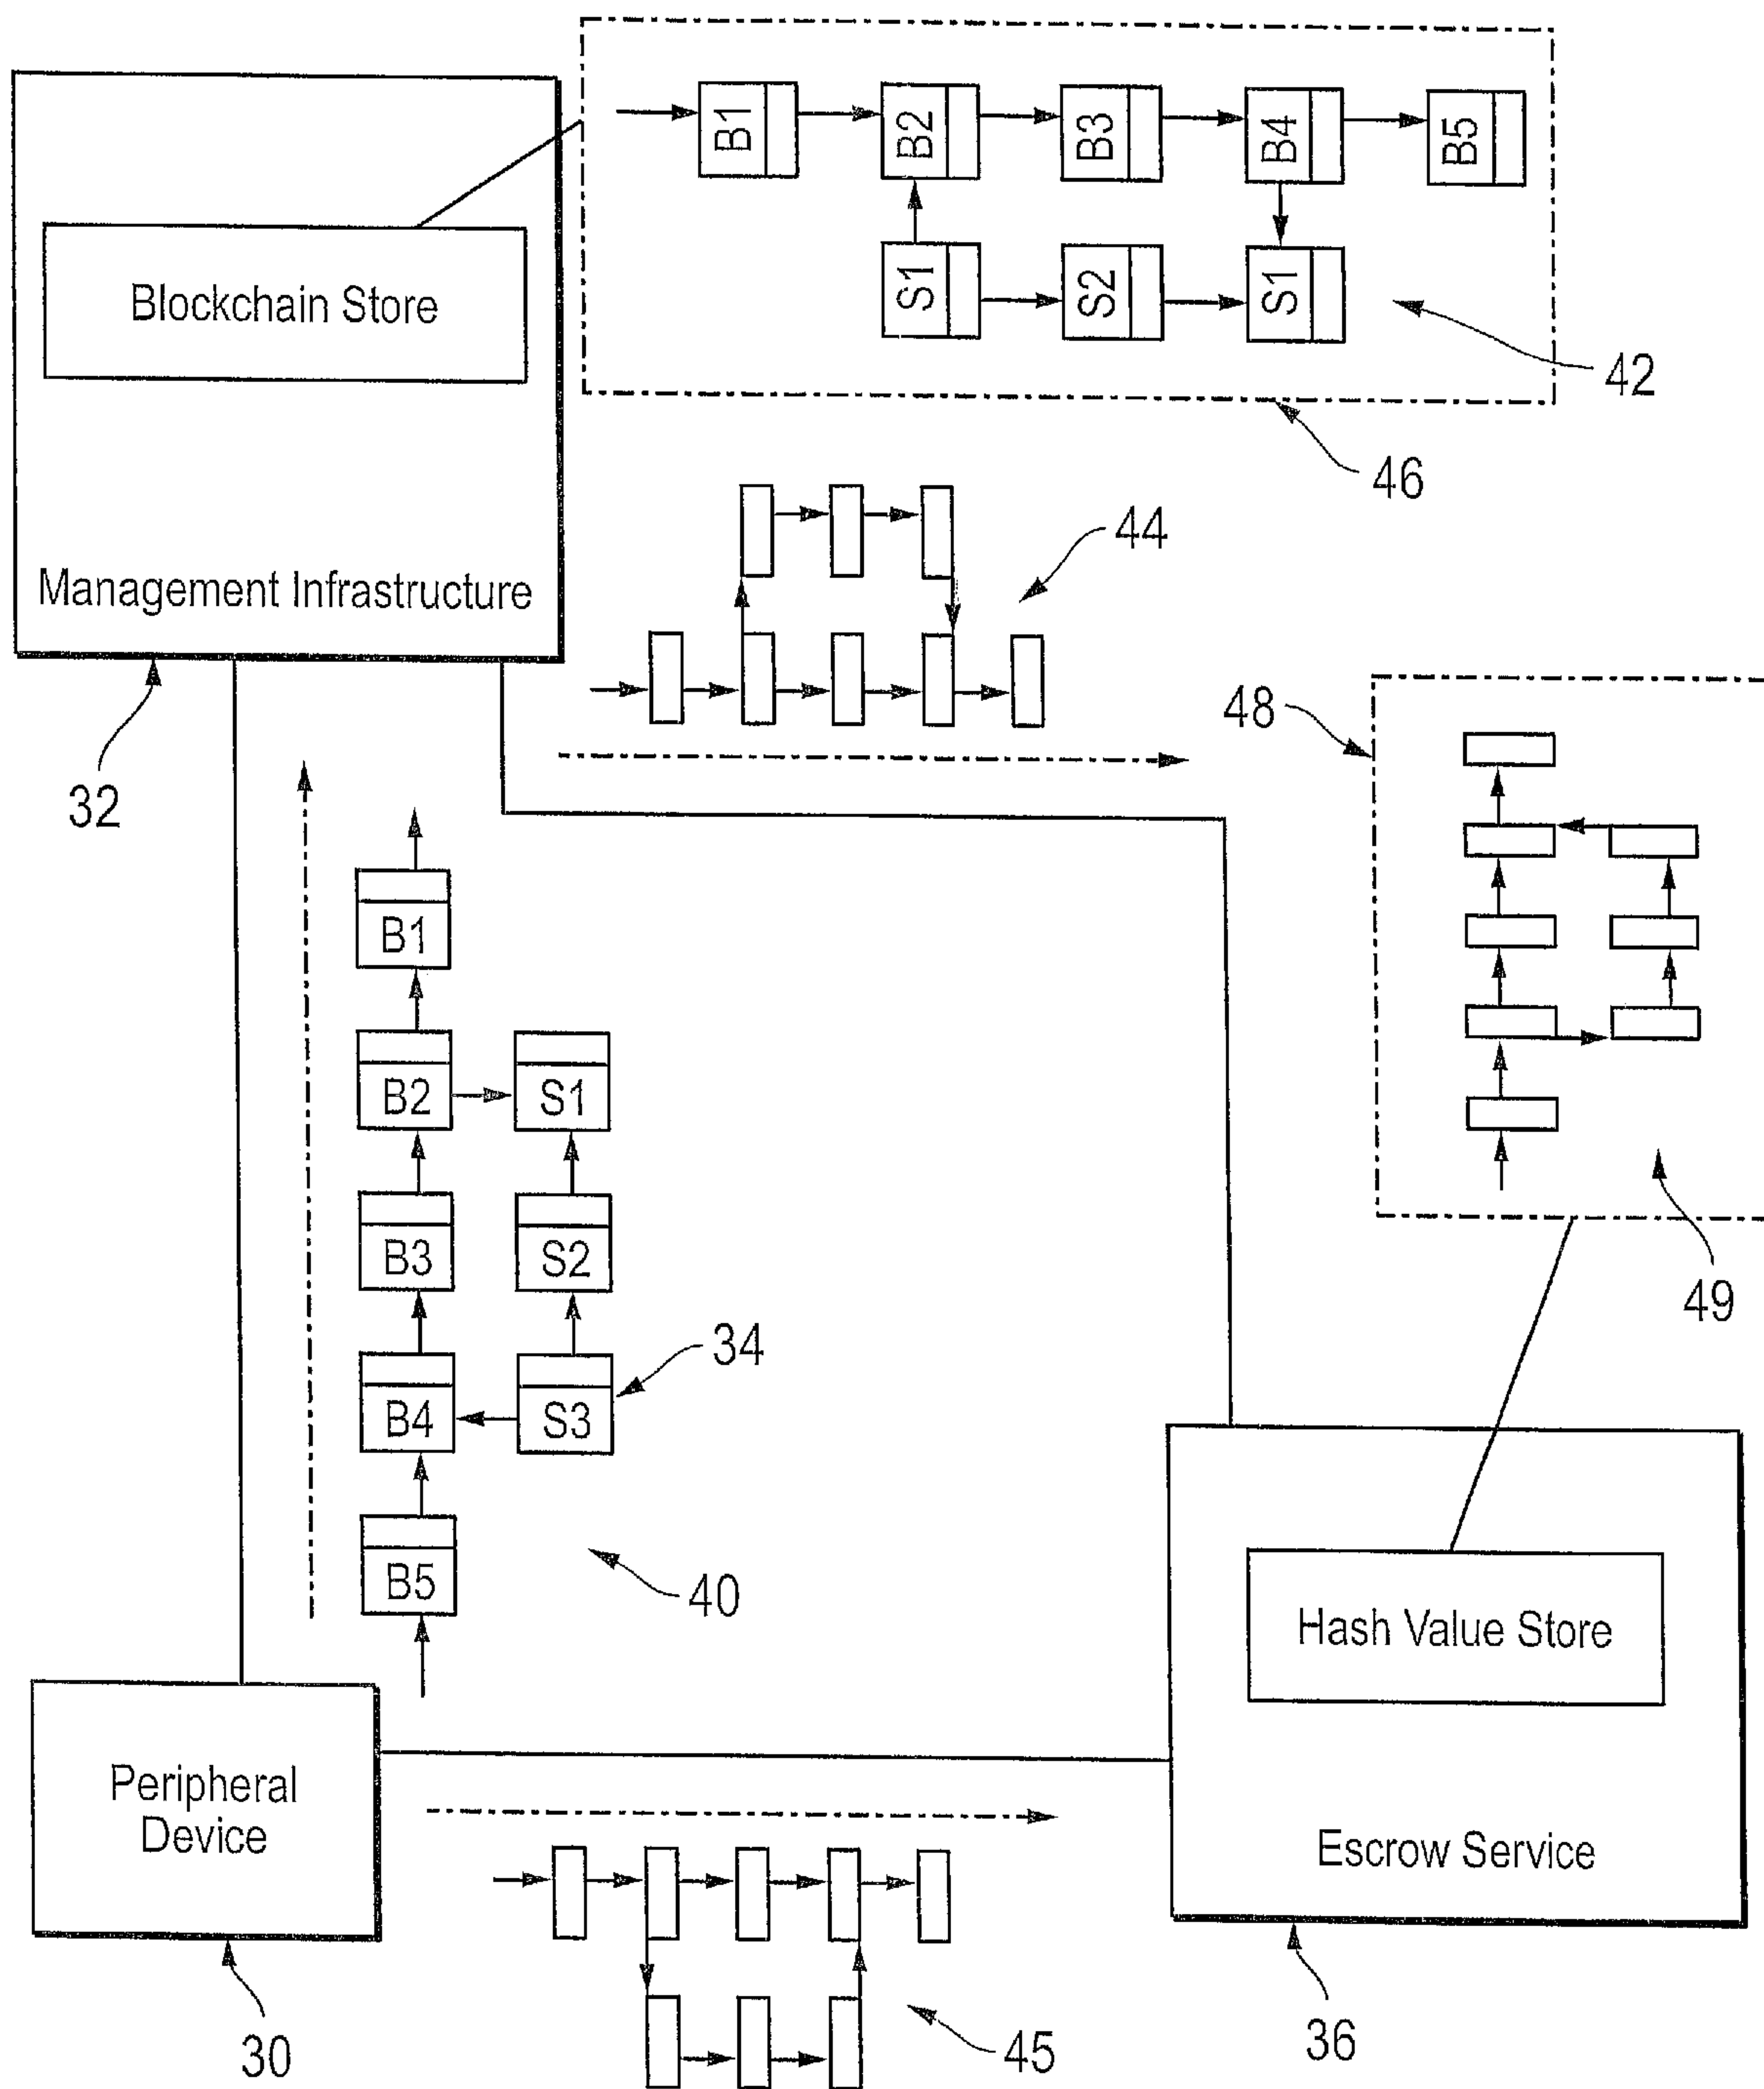 B1
B2
B3
B4
B5
Blockchain Store
S1
S2
S1
42
46
Management Infrastructure
44
32
48
B1
B2
S1
B3
S2
49
34
B4
S3
B5
40
Hash Value Store
Peripheral
Device
Escrow Service
30
45
36